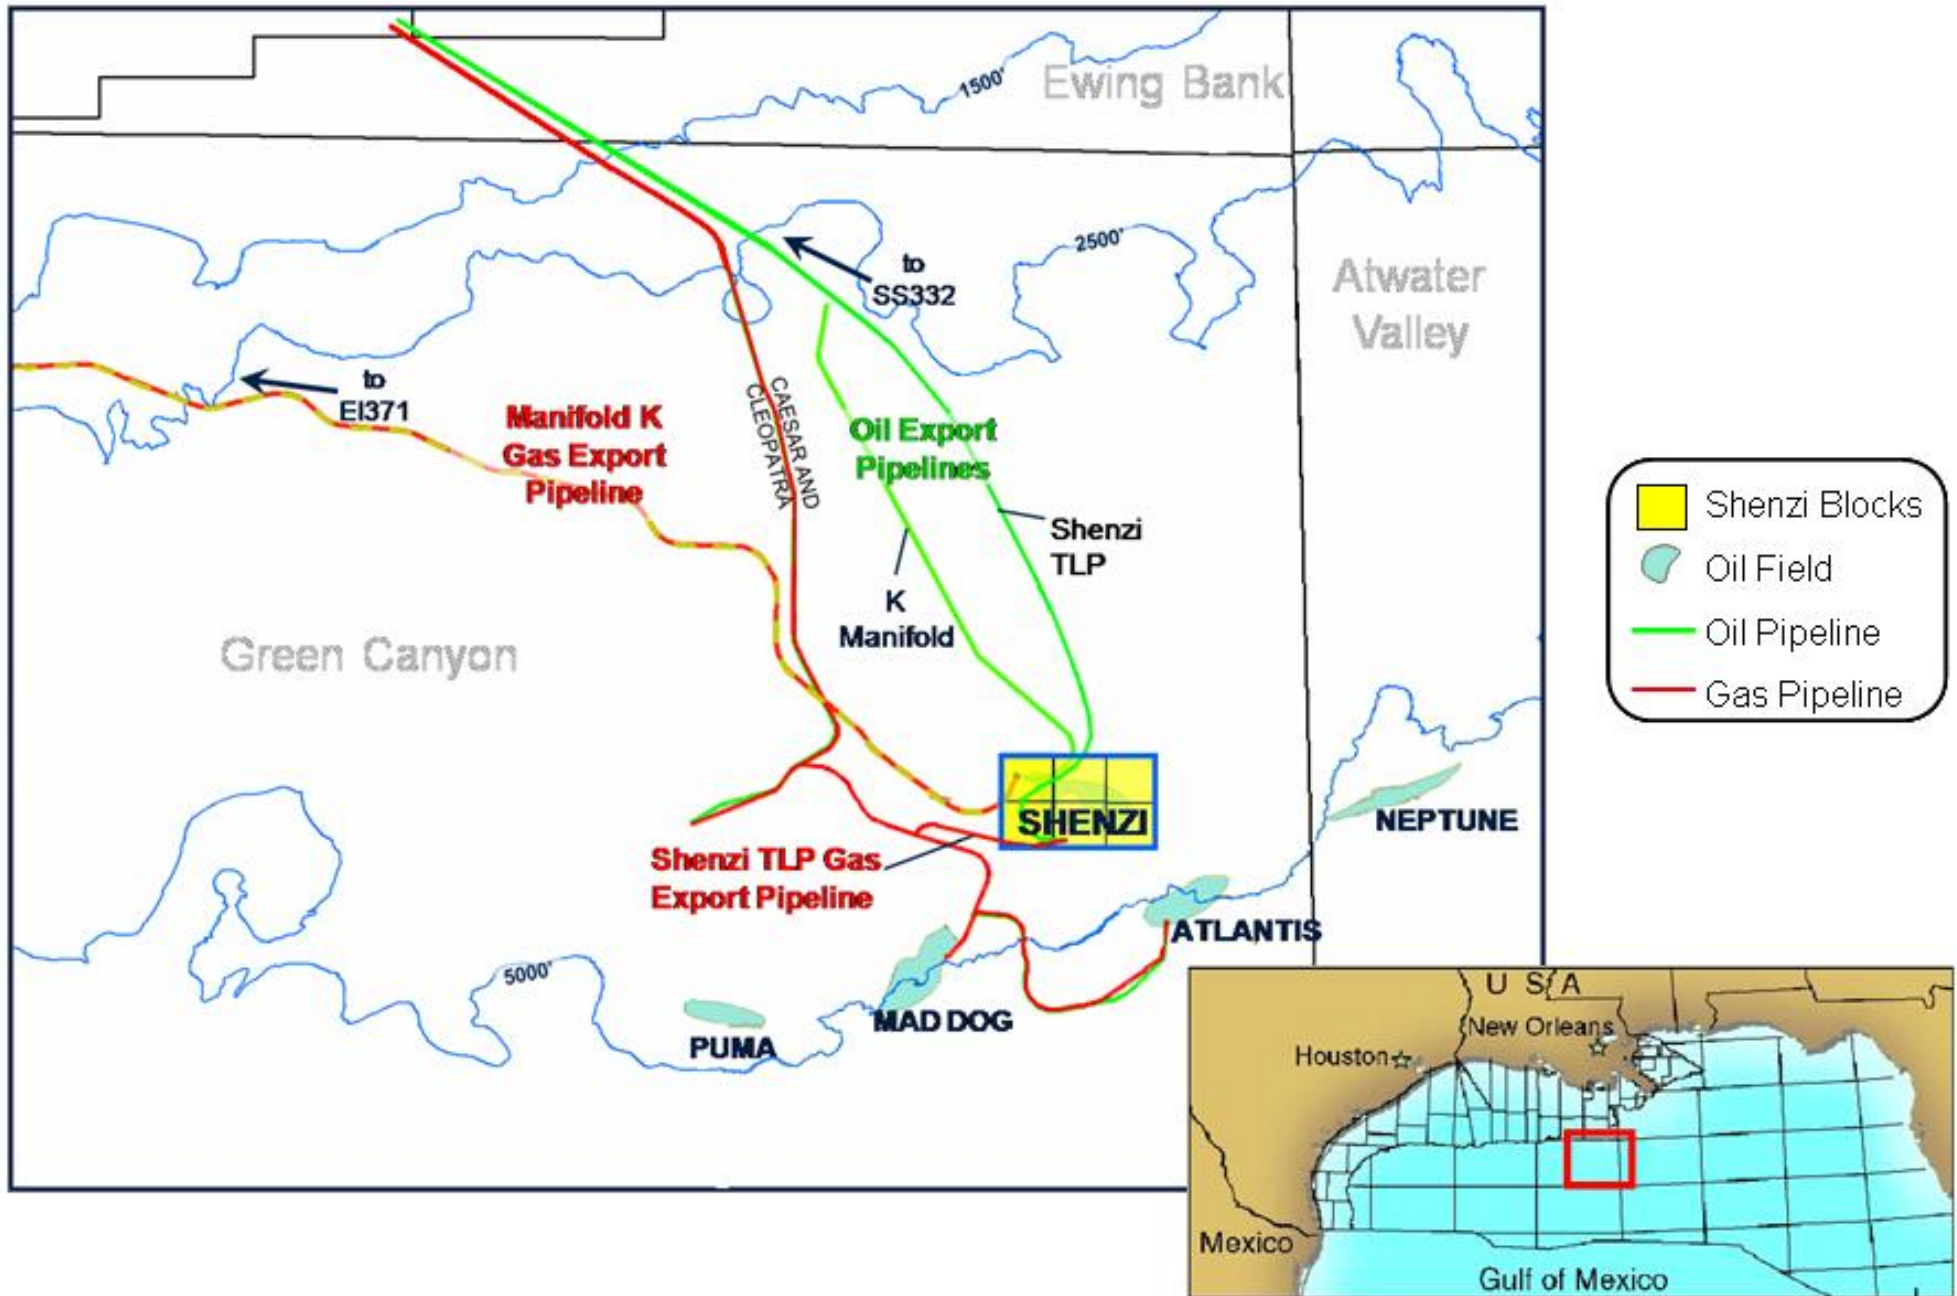 1500'
Ewing Bank
to
SS332
2500'
Atwater
Valley
to
EI371
Manifold K
Gas Export
Pipeline
CAESAR AND
CLEOPATRA
Oil Export
Pipelines
Shenzi
TLP
K
Manifold
Green Canyon
Shenzi Blocks
Oil Field
Oil Pipeline
Gas Pipeline
SHENZI
NEPTUNE
Shenzi TLP Gas
Export Pipeline
ATLANTIS
5000'
MAD DOG
PUMA
U S A
New Orleans
Houston
Mexico
Gulf of Mexico